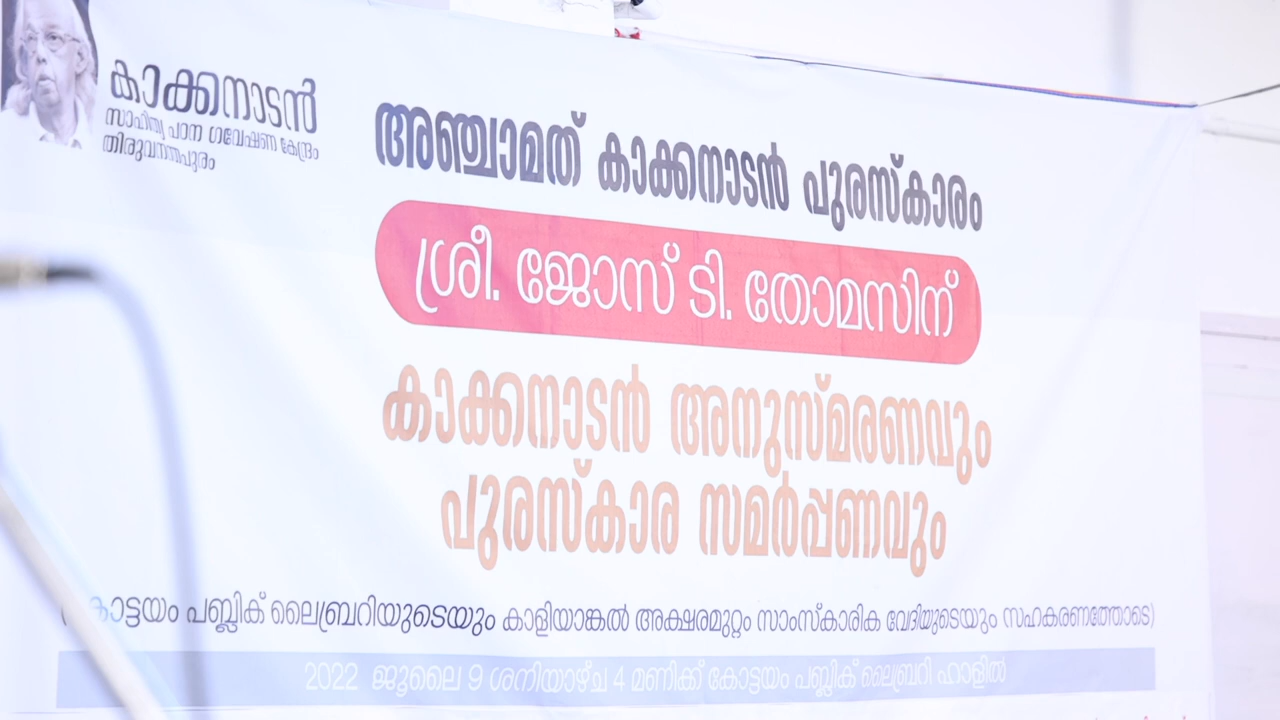 കാക്കനാടൻ
സാഹിത്യ പഠന ഗവേഷണ കേന്ദ്രം
തിരുവനന്തപുരം
അഞ്ചാമത് കാക്കനാടൻ പുരസ്കാരം
ശ്രീ. ജോസ് ടി. തോമസിന്
കാക്കനാടൻ അനുസ്മരണവും
പുരസ്കാര സമർപ്പണവും
(കോട്ടയം പബ്ലിക് ലൈബ്രറിയുടെയും കാളിയാങ്കൽ അക്ഷരമുറ്റം സാംസ്കാരിക വേദിയുടെയും സഹകരണത്തോടെ)
2022 ജൂലൈ 9 ശനിയാഴ്ച 4 മണിക്ക് കോട്ടയം പബ്ലിക് ലൈബ്രറി ഹാളിൽ